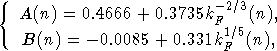 A(n) = 0.4666 + 0.3735k_F^{-2/3}(n),
B(n) = -0.0085 + 0.331k_F^{1/5}(n),